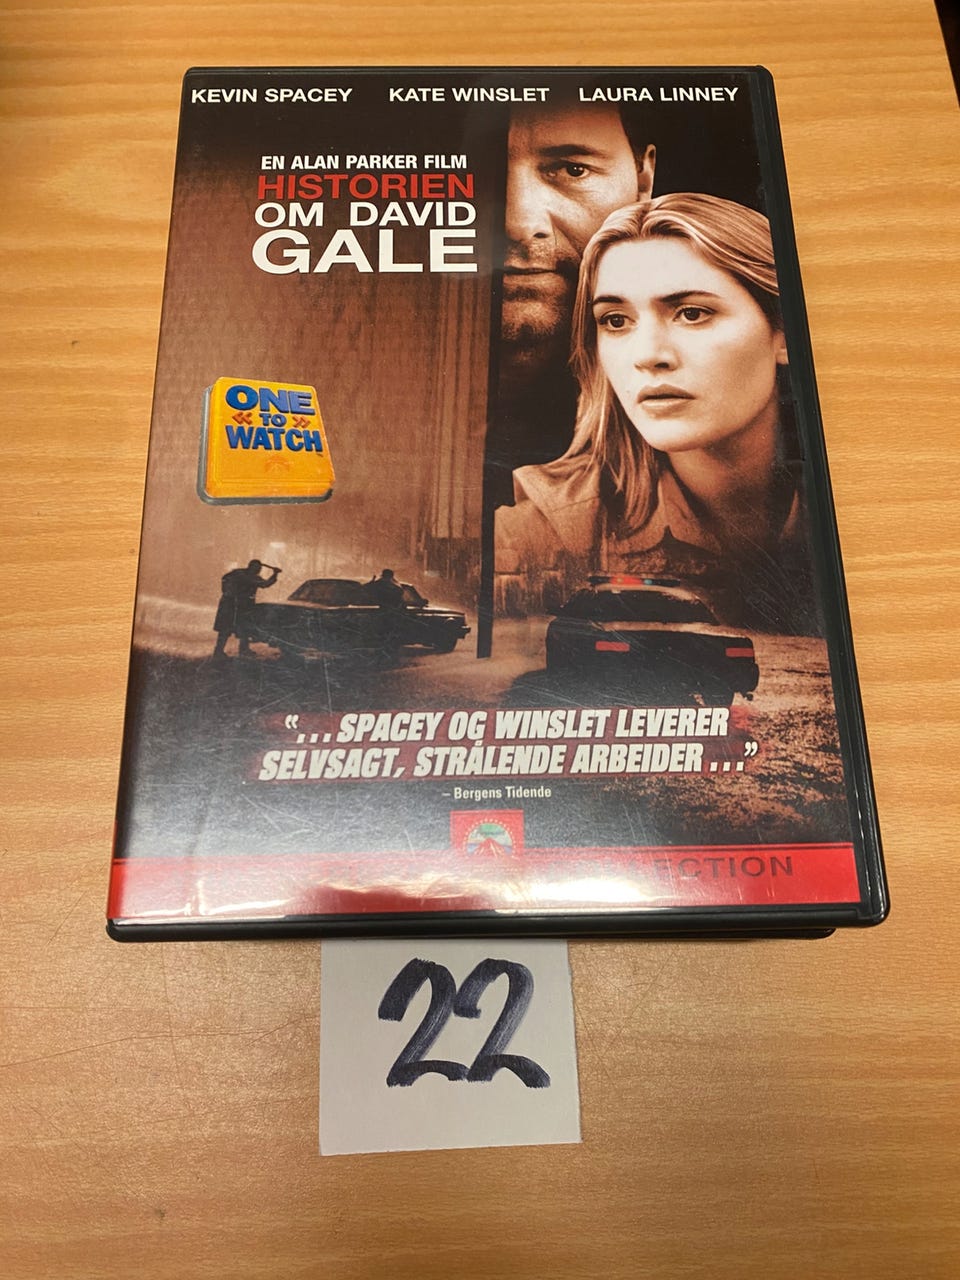 KEVIN SPACEY KATE WINSLET LAURA LINNEY
EN ALAN PARKER FILM
HISTORIEN
OM DAVID
GALE
ONE
« TO »
WATCH
“...SPACEY OG WINSLET LEVERER
SELVSAGT, STRÅLENDE ARBEIDER ...”
– Bergens Tidende
COLLECTION
22